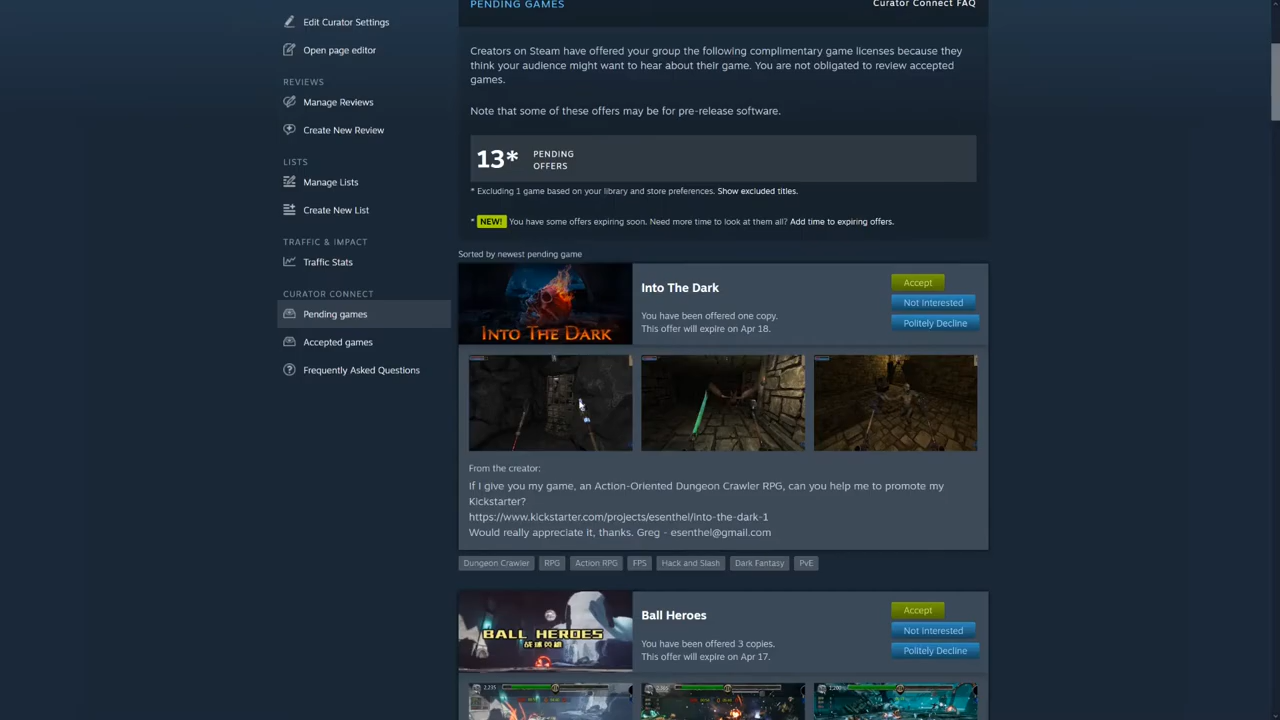 PENDING GAMES
Curator Connect FAQ
Edit Curator Settings
Open page editor
REVIEWS
Manage Reviews
Create New Review
LISTS
Manage Lists
Create New List
TRAFFIC & IMPACT
Traffic Stats
CURATOR CONNECT
Pending games
Accepted games
Frequently Asked Questions
Creators on Steam have offered your group the following complimentary game licenses because they
think your audience might want to hear about their game. You are not obligated to review accepted
games.
Note that some of these offers may be for pre-release software.
13* PENDING
OFFERS
* Excluding 1 game based on your library and store preferences. Show excluded titles.
* NEW! You have some offers expiring soon. Need more time to look at them all? Add time to expiring offers.
Sorted by newest pending game
INTO THE DARK
Into The Dark
You have been offered one copy.
This offer will expire on Apr 18.
Accept
Not Interested
Politely Decline
From the creator:
If I give you my game, an Action-Oriented Dungeon Crawler RPG, can you help me to promote my
Kickstarter?
https://www.kickstarter.com/projects/esenthel/into-the-dark-1
Would really appreciate it, thanks. Greg - esenthel@gmail.com
Dungeon Crawler RPG Action RPG FPS Hack and Slash Dark Fantasy PvE
BALL HEROES
战球英雄
Ball Heroes
You have been offered 3 copies.
This offer will expire on Apr 17.
Accept
Not Interested
Politely Decline